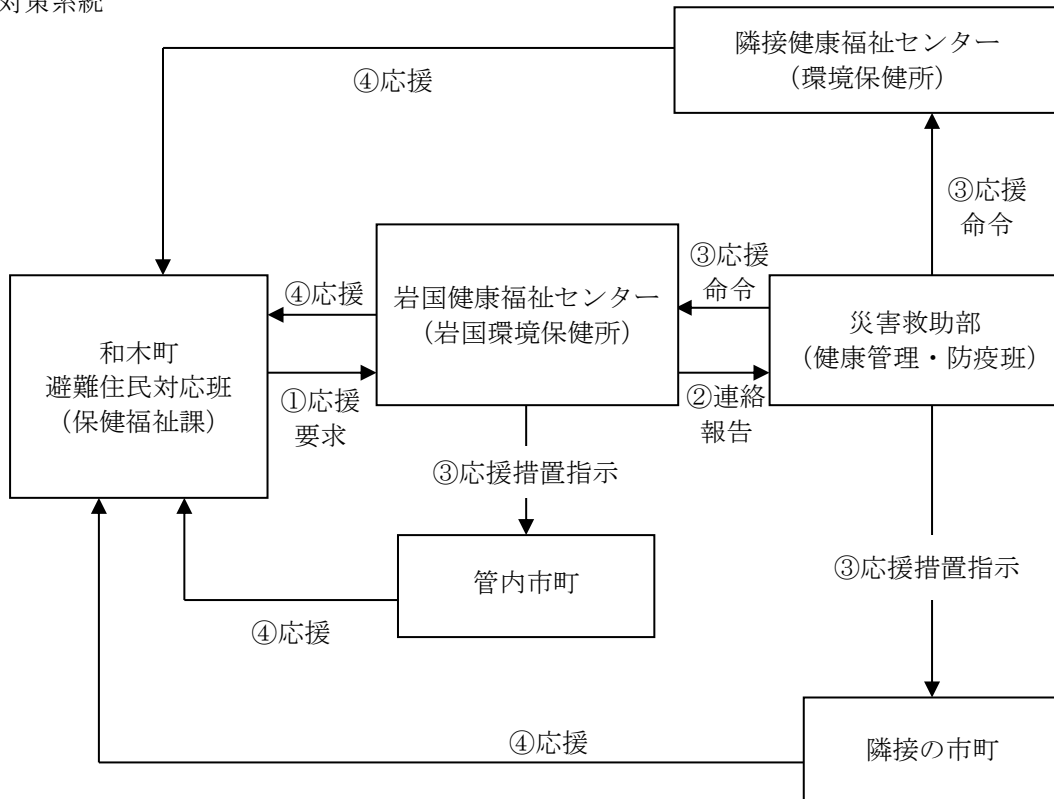 対策系統
隣接健康福祉センター
（環境保健所）
④応援
③応援
命令
岩国健康福祉センター
（岩国環境保健所）
③応援
命令
④応援
災害救助部
（健康管理・防疫班）
和木町
避難住民対応班
（保健福祉課）
①応援
要求
②連絡
報告
③応援措置指示
管内市町
③応援措置指示
④応援
④応援
隣接の市町